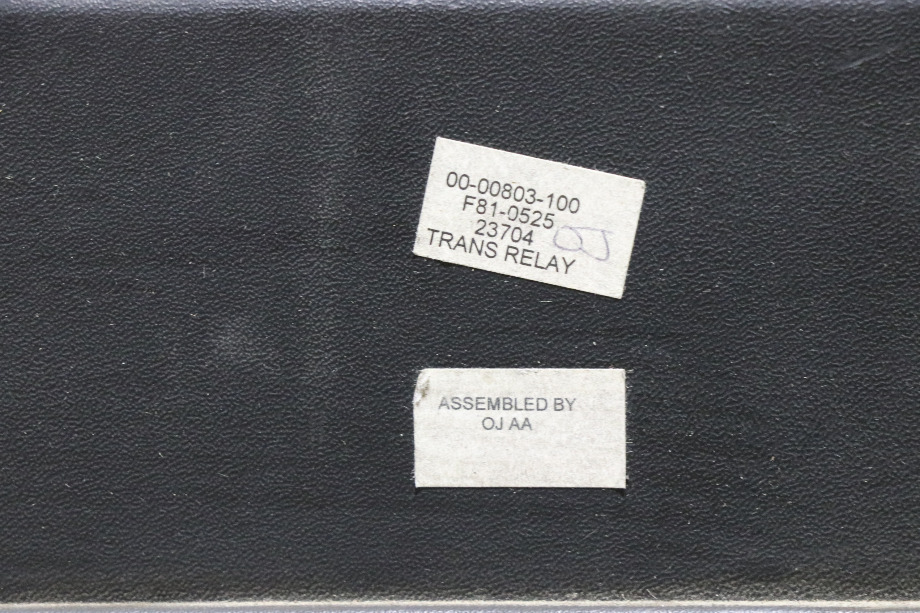 00-00803-100
F81-0525
23704 OJ
TRANS RELAY
ASSEMBLED BY
OJ AA